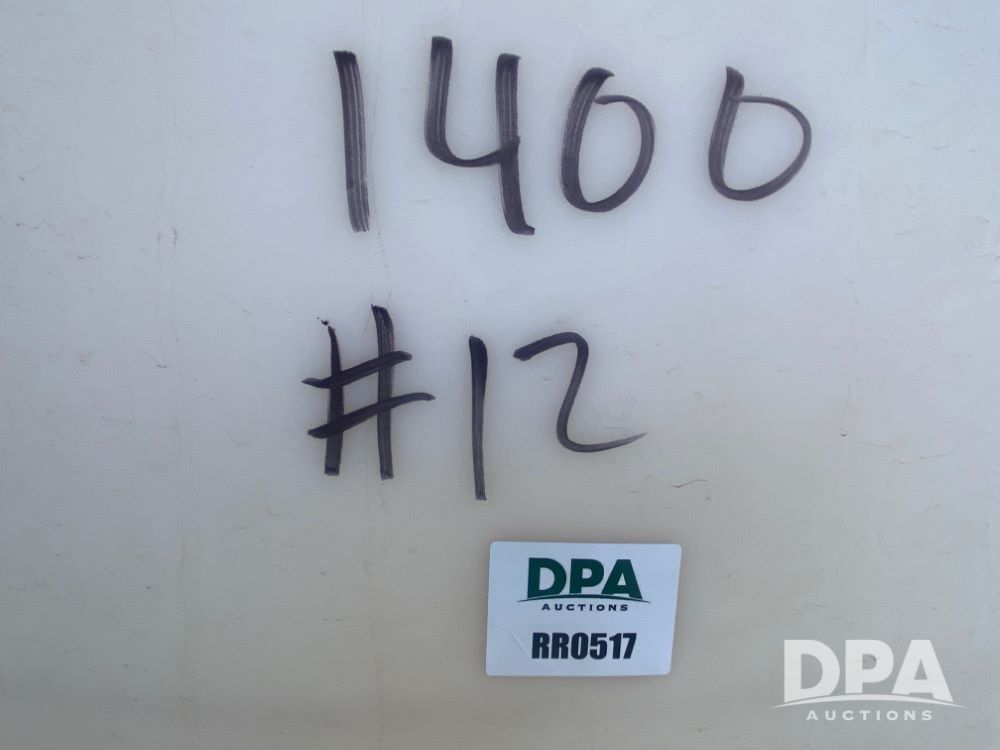 1400
#12
DPA
AUCTIONS
RR0517
DPA
AUCTIONS